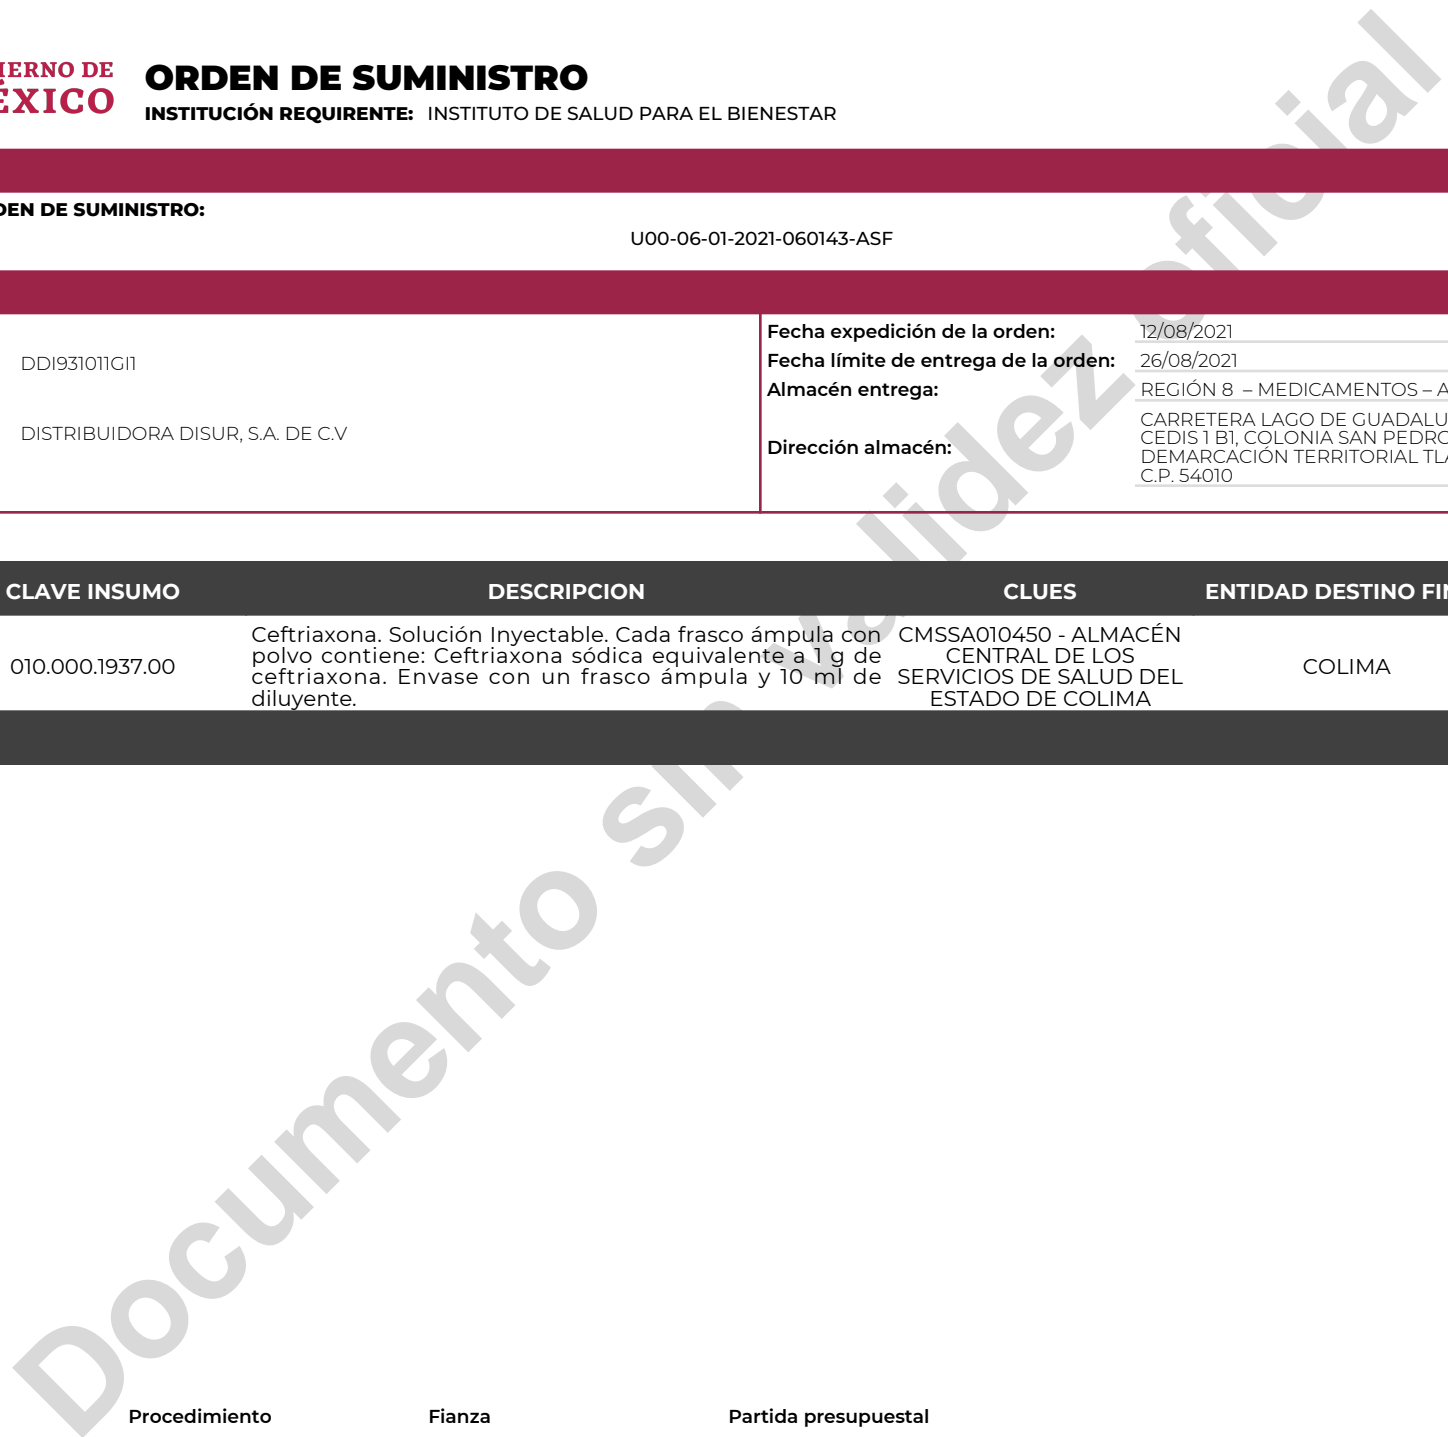 IERNO DE
ÉXICO
ORDEN DE SUMINISTRO
INSTITUCIÓN REQUIRENTE: INSTITUTO DE SALUD PARA EL BIENESTAR
DEN DE SUMINISTRO:
U00-06-01-2021-060143-ASF
DDI931011GI1
DISTRIBUIDORA DISUR, S.A. DE C.V
Fecha expedición de la orden: 12/08/2021
Fecha límite de entrega de la orden: 26/08/2021
Almacén entrega: REGIÓN 8 – MEDICAMENTOS – A
Dirección almacén:
CARRETERA LAGO DE GUADALU
CEDIS 1 B1, COLONIA SAN PEDRO
DEMARCACIÓN TERRITORIAL TLA
C.P. 54010
CLAVE INSUMO DESCRIPCION CLUES ENTIDAD DESTINO FIN
010.000.1937.00
Ceftriaxona. Solución Inyectable. Cada frasco ámpula con
polvo contiene: Ceftriaxona sódica equivalente a 1 g de
ceftriaxona. Envase con un frasco ámpula y 10 ml de
diluyente.
CMSSA010450 - ALMACÉN
CENTRAL DE LOS
SERVICIOS DE SALUD DEL
ESTADO DE COLIMA
COLIMA
Documento sin validez oficial
Procedimiento Fianza Partida presupuestal